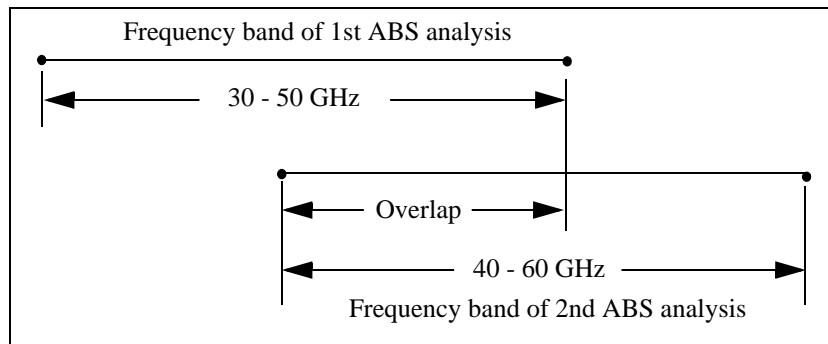 Frequency band of 1st ABS analysis
30 - 50 GHz
Overlap
40 - 60 GHz
Frequency band of 2nd ABS analysis